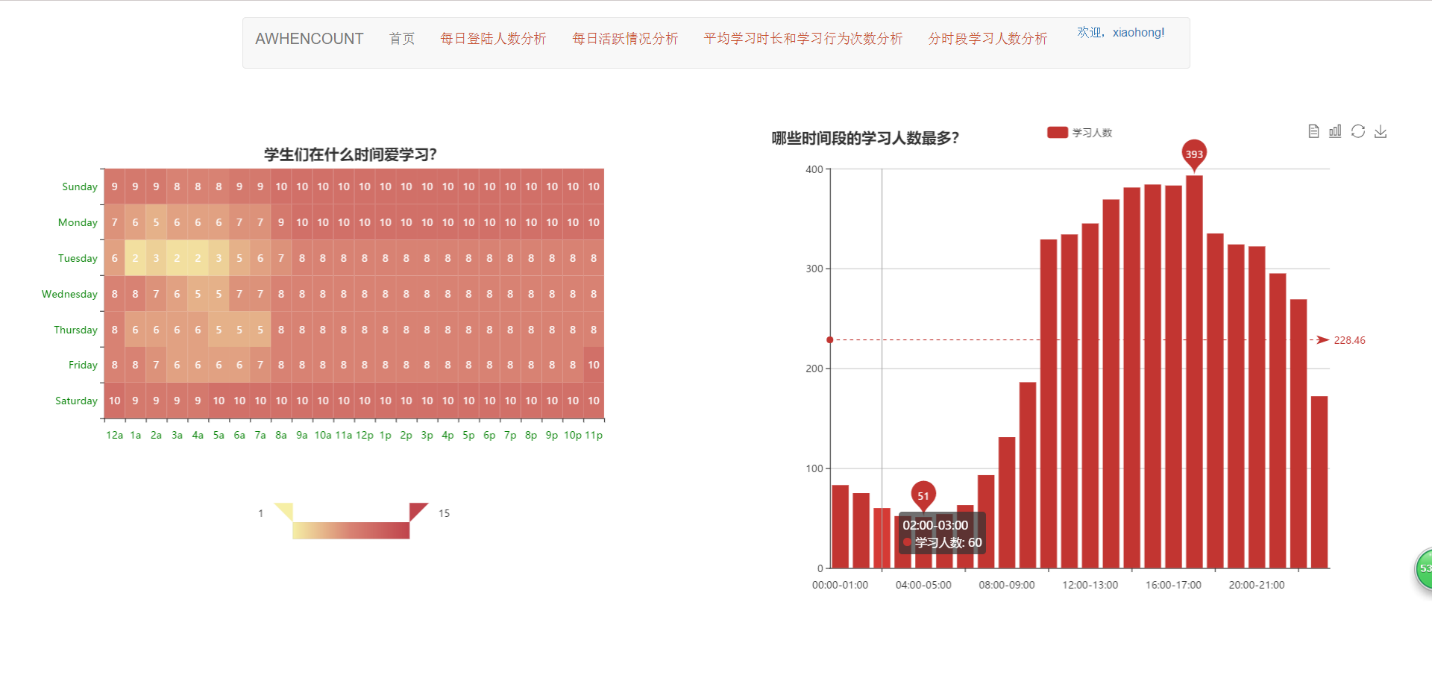 AWHENCOUNT 首页 每日登陆人数分析 每日活跃情况分析 平均学习时长和学习行为次数分析 分时段学习人数分析 欢迎，xiaohong!
学生们在什么时间爱学习？
Sunday 9 9 9 8 8 8 9 9 10 10 10 10 10 10 10 10 10 10 10 10 10 10 10 10
Monday 7 6 5 6 6 6 7 7 9 10 10 10 10 10 10 10 10 10 10 10 10 10 10 10
Tuesday 6 2 3 2 2 3 5 6 7 8 8 8 8 8 8 8 8 8 8 8 8 8 8 8
Wednesday 8 8 7 6 5 5 7 7 8 8 8 8 8 8 8 8 8 8 8 8 8 8 8 8
Thursday 8 6 6 6 6 5 5 5 8 8 8 8 8 8 8 8 8 8 8 8 8 8 8 8
Friday 8 8 7 6 6 6 6 7 8 8 8 8 8 8 8 8 8 8 8 8 8 8 8 10
Saturday 10 9 9 9 9 10 10 10 10 10 10 10 10 10 10 10 10 10 10 10 10 10 10 10
12a 1a 2a 3a 4a 5a 6a 7a 8a 9a 10a 11a 12p 1p 2p 3p 4p 5p 6p 7p 8p 9p 10p 11p
1 15
哪些时间段的学习人数最多？
学习人数
393
400
300
228.46
200
100
51
02:00-03:00
学习人数: 60
0
00:00-01:00 04:00-05:00 08:00-09:00 12:00-13:00 16:00-17:00 20:00-21:00